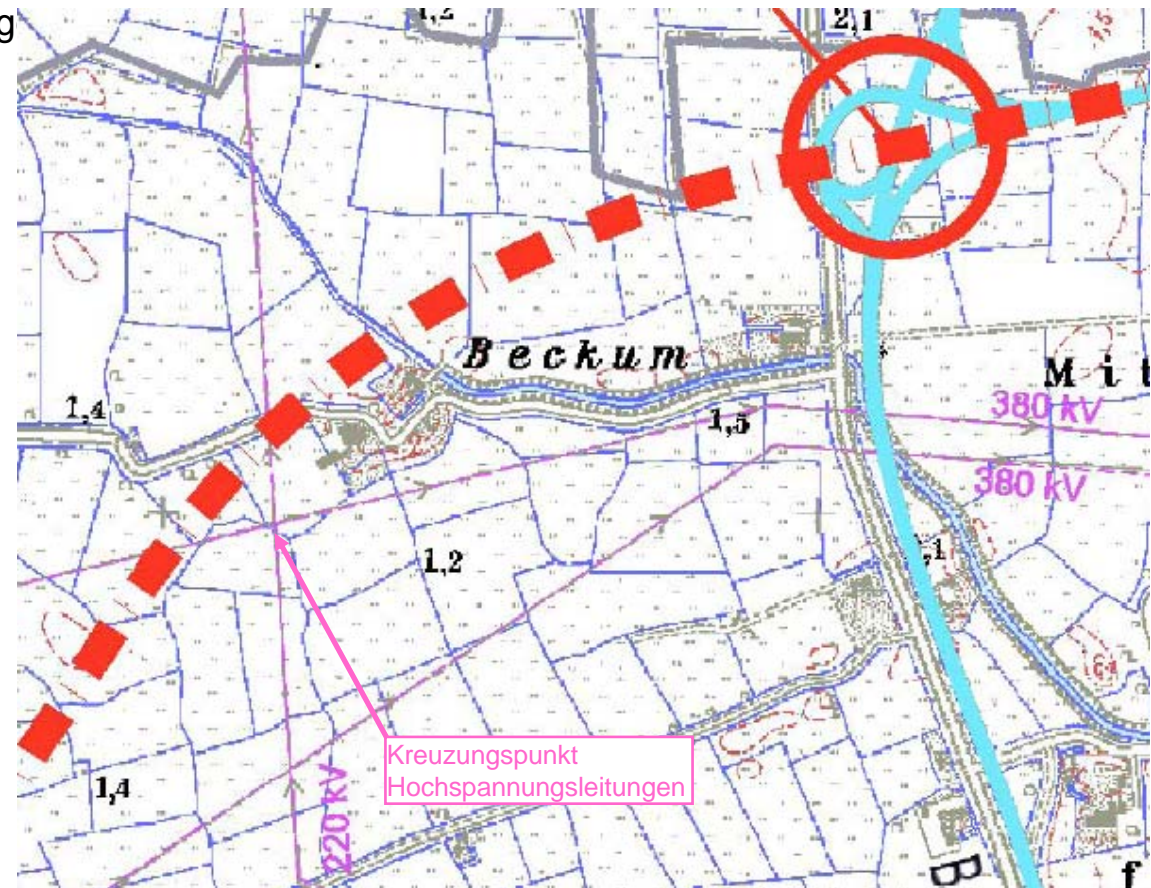 g
1,2
2,1
Beckum
Mit
1,4
380 kV
1,5
380 kV
1,2
Kreuzungspunkt
Hochspannungsleitungen
1,4
220 kV
B
f